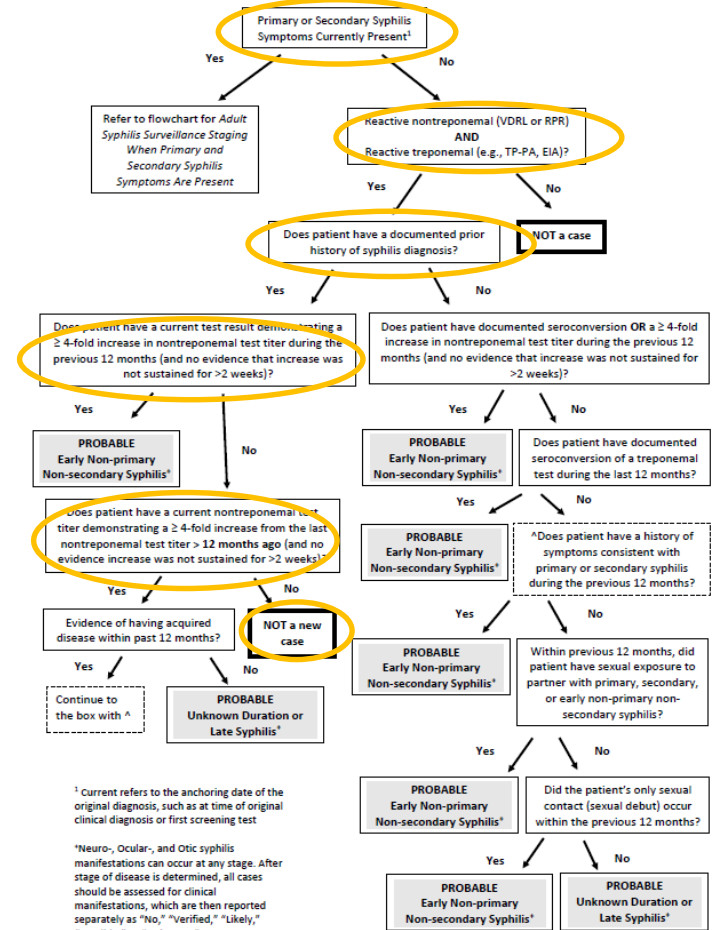 Primary or Secondary Syphilis
Symptoms Currently Present¹
Yes
No
Refer to flowchart for Adult
Syphilis Surveillance Staging
When Primary and
Secondary Syphilis
Symptoms Are Present
Reactive nontreponemal (VDRL or RPR)
AND
Reactive treponemal (e.g., TP-PA, EIA)?
Yes
No
NOT a case
Does patient have a documented prior
history of syphilis diagnosis?
Yes
No
Does patient have a current test result demonstrating a
≥ 4-fold increase in nontreponemal test titer during the
previous 12 months (and no evidence that increase was
not sustained for >2 weeks)?
Yes
No
PROBABLE
Early Non-primary
Non-secondary Syphilis⁺
Does patient have a current nontreponemal test
titer demonstrating a ≥ 4-fold increase from the last
nontreponemal test titer > 12 months ago (and no
evidence increase was not sustained for >2 weeks)?
Yes
No
Evidence of having acquired
disease within past 12 months?
NOT a new
case
Yes
No
Continue to
the box with ^
PROBABLE
Unknown Duration or
Late Syphilis⁺
Does patient have documented seroconversion OR a ≥ 4-fold
increase in nontreponemal test titer during the previous 12
months (and no evidence that increase was not sustained for
>2 weeks)?
Yes
No
PROBABLE
Early Non-primary
Non-secondary Syphilis⁺
Does patient have documented
seroconversion of a treponemal
test during the last 12 months?
Yes
No
PROBABLE
Early Non-primary
Non-secondary Syphilis⁺
^Does patient have a history of
symptoms consistent with
primary or secondary syphilis
during the previous 12 months?
Yes
No
PROBABLE
Early Non-primary
Non-secondary Syphilis⁺
Within previous 12 months, did
patient have sexual exposure to
partner with primary, secondary,
or early non-primary non-
secondary syphilis?
Yes
No
PROBABLE
Early Non-primary
Non-secondary Syphilis⁺
Did the patient's only sexual
contact (sexual debut) occur
within the previous 12 months?
Yes
No
PROBABLE
Early Non-primary
Non-secondary Syphilis⁺
PROBABLE
Unknown Duration or
Late Syphilis⁺
¹ Current refers to the anchoring date of the
original diagnosis, such as at time of original
clinical diagnosis or first screening test
⁺Neuro-, Ocular-, and Otic syphilis
manifestations can occur at any stage. After
stage of disease is determined, all cases
should be assessed for clinical
manifestations, which are then reported
separately as "No," "Verified," "Likely,"